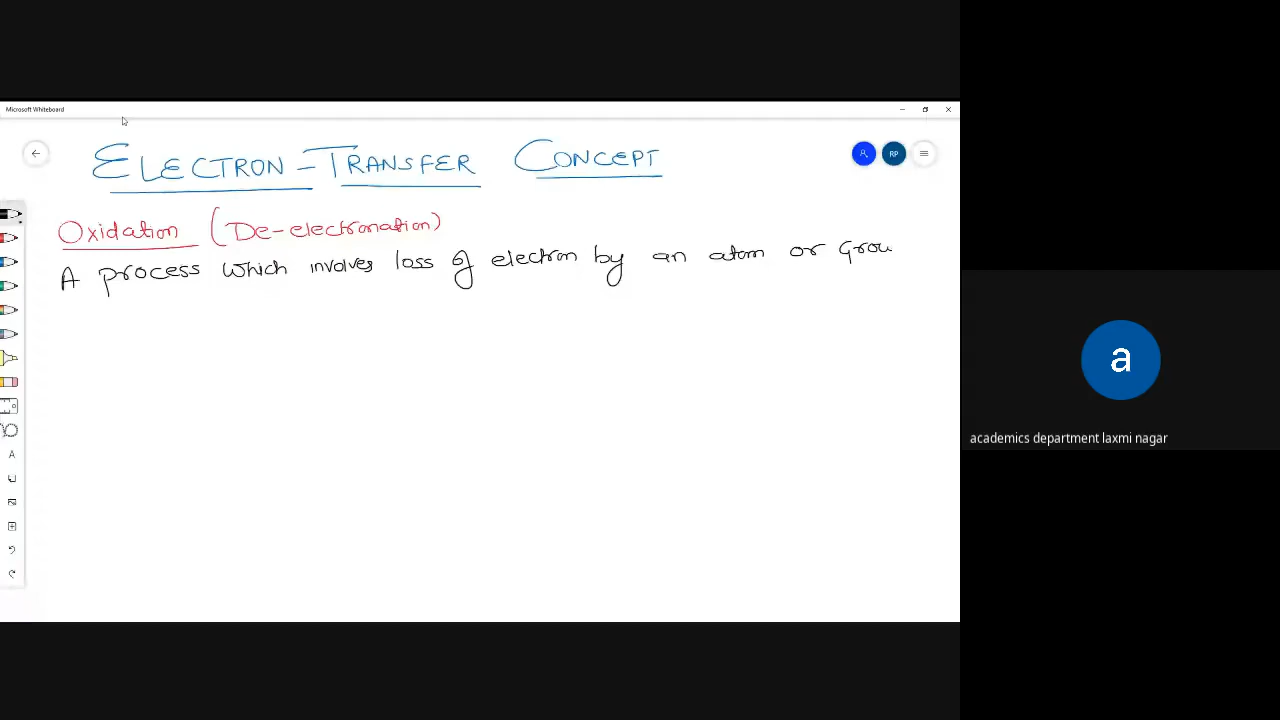 Microsoft Whiteboard
ELECTRON-TRANSFER CONCEPT
RP
Oxidation (De-electronation)
A process which involves loss of electron by an atom or Grou
A
a
academics department laxmi nagar